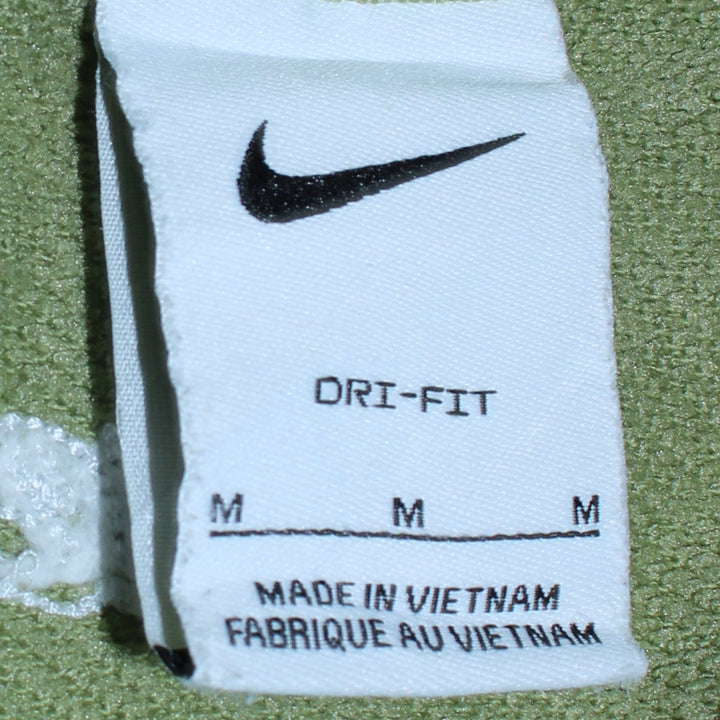 DRI-FIT
M M M
MADE IN VIETNAM
FABRIQUE AU VIETNAM